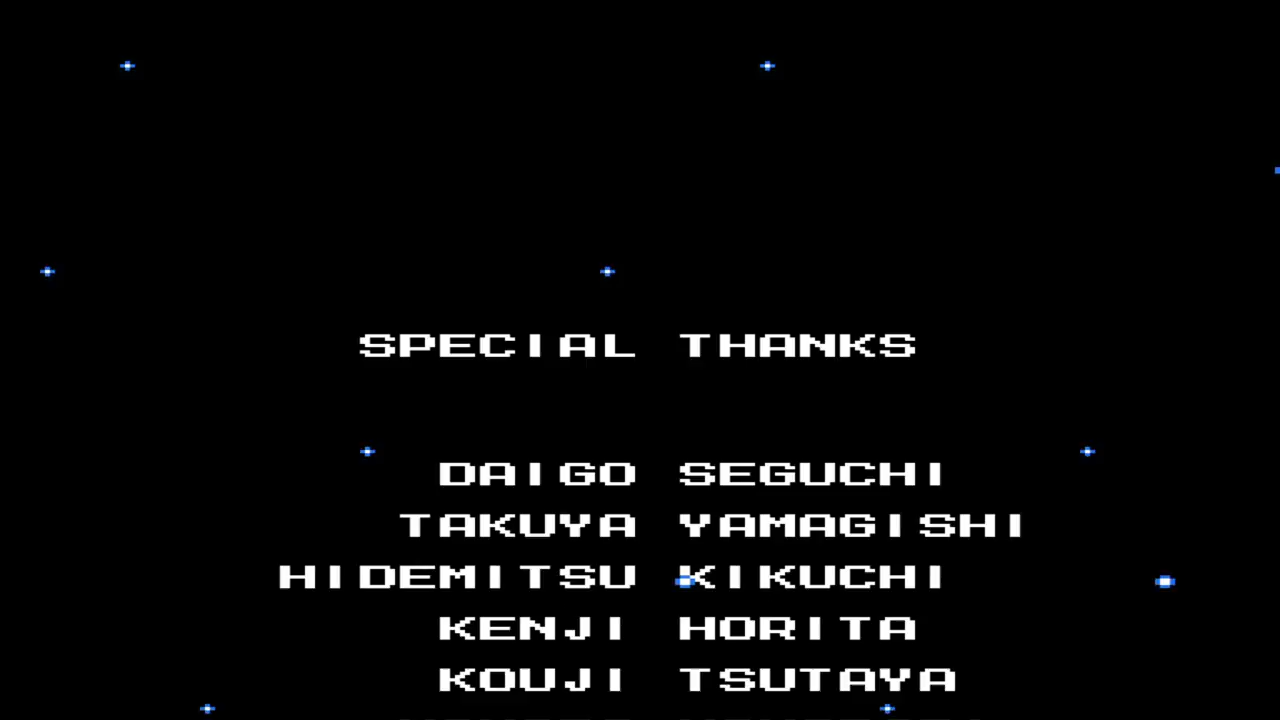 SPECIAL THANKS
DAIGO SEGUCHI
TAKUYA YAMAGISHI
HIDEMITSU KIKUCHI
KENJI HORITA
KOUJI TSUTAYA